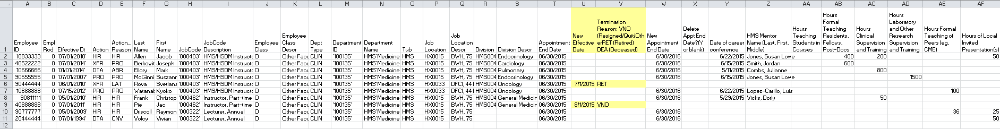 A B C D E F G H I J K L M N O P Q R S T U V W X Y Z AA AB AC AD AE AF
1 Employee ID Empl Rcd Effective Dt Action Action_Reason Last Name First Name JobCode JobCode Description Employee Class Employee Class Descr Dept Type Department ID Department Name Tub Job Location Job Location Descr Division Division Descr Appointment End Date New Effective Date Termination Reason: VNO (Resigned/Quit/OtherRET (Retired) DEA (Deceased) New Appointment End Date Delete Appt End Date?(Y or blank) Date of career conference HMS Mentor Name (Last, First, Middle) Hours Teaching Students in Courses Hours Formal Teaching Residents, Fellows, Post-Docs Hours Clinical Supervision and Training Hours Laboratory and Other Research Supervision and Training Hours Formal Teaching of Peers (eg, CME) Hours of Local Invited Presentation(s)
2 10833333 0 '07/01/2010' HIR HIR Allen Jacob '000403' HMS/HSDM Instructo O Other Facu CLIN '100135' HMS^Medicine HMS HX0015 BWH, 75 HMS004 Endocrinology 06/30/2015 6/30/2016 6/22/2015 Jones, Susan Lowe 400 200 50
3 40522222 0 '07/01/2014' XFR PRO Berkowit Joseph '000403' HMS/HSDM Instructo O Other Facu CLIN '100135' HMS^Medicine HMS HX0015 BWH, 75 HMS004 Cardiology 06/30/2015 6/30/2016 6/15/2015 Smith, Jordan 600
4 10666666 0 '01/01/2014' DTA ABR Ellory Mark '000403' HMS/HSDM Instructo O Other Facu CLIN '100135' HMS^Medicine HMS HX0015 BWH, 75 HMS004 Pulmonary 06/30/2015 6/30/2016 5/11/2015 Combs, Julianne 800
5 90555555 0 '07/01/2007' PRO PRO McGinni Suzann '000403' HMS/HSDM Instructo O Other Facu CLIN '100135' HMS^Medicine HMS HX0015 BWH, 75 HMS004 Endocrinology 06/30/2015 6/30/2016 6/15/2015 Jones, Susan Lowe 1500
6 90444444 0 '06/01/2010' XFR LAT Rova Svetlana '000403' HMS/HSDM Instructo O Other Facu CLIN '100135' HMS^Medicine HMS HX0033 DFCI, 44 HMS004 Oncology 06/30/2015 7/1/2015 RET
7 10688888 0 '07/15/2012' PRO PRO Watanab Kyoko '000403' HMS/HSDM Instructo O Other Facu CLIN '100135' HMS^Medicine HMS HX0033 DFCI, 44 HMS004 Oncology 06/30/2015 6/30/2016 6/22/2015 Lopez-Carillo, Luis 100
8 90811111 0 '05/01/2010' HIR HIR Frank Christop '000462' Instructor, Part-time O Other Facu CLIN '100135' HMS^Medicine HMS HX0015 BWH, 75 HMS004 General Medicin 06/30/2015 6/30/2016 5/29/2015 Vicks, Dorly 50
9 40888888 0 '07/01/2011' HIR HIR Pie Jac '000462' Instructor, Part-time O Other Facu CLIN '100135' HMS^Medicine HMS HX0015 BWH, 75 HMS004 General Medicin 06/30/2015 8/1/2015 VNO
10 90777777 0 '05/01/2009' HIR HIR Driscoll Raymon '000322' Lecturer, Annual O Other Facu CLIN '100135' HMS^Medicine HMS HX0015 BWH, 75 06/30/2015 6/30/2016 36 25
11 20444444 0 '07/01/1994' DTA CNV Volcy Vivian '000322' Lecturer, Annual O Other Facu CLIN '100135' HMS^Medicine HMS HX0015 BWH, 75 06/30/2015 6/30/2016 50
12